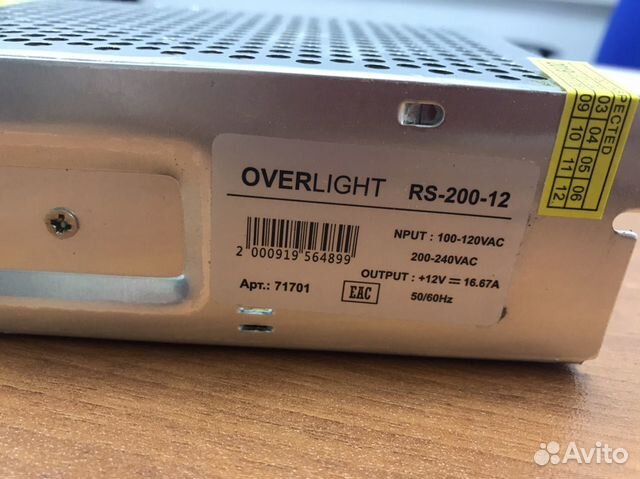 OVERLIGHT RS-200-12
NPUT : 100-120VAC
200-240VAC
2 000919 564899
OUTPUT : +12V⎓16.67A
Арт.: 71701
EAC
50/60Hz
PECTED
03 04 05 06
09 10 11 12
Avito